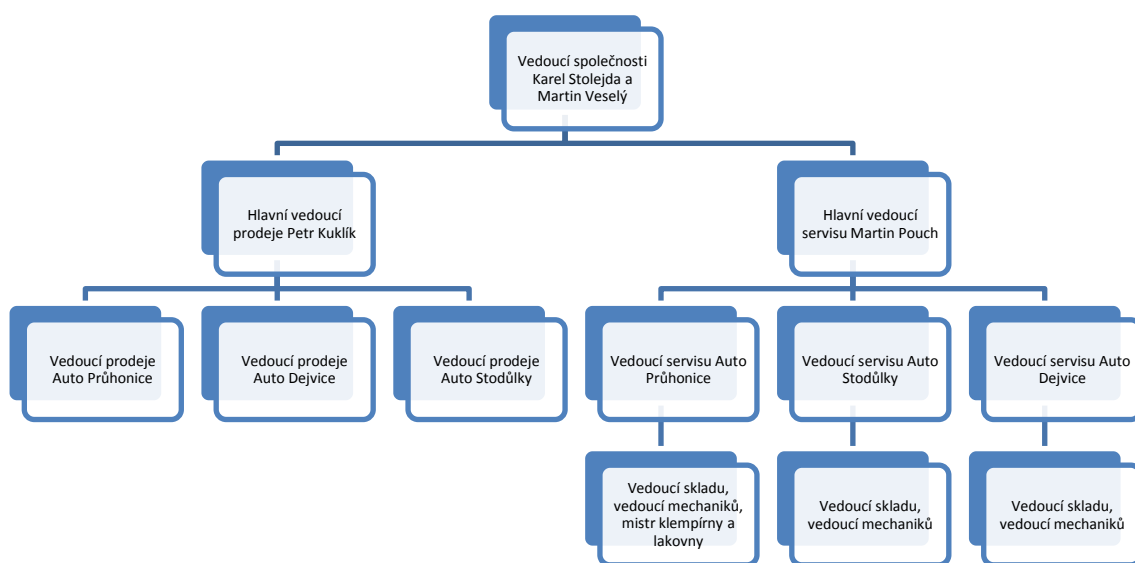 Vedoucí společnosti
Karel Stolejda a
Martin Veselý
Hlavní vedoucí
prodeje Petr Kuklík
Hlavní vedoucí
servisu Martin Pouch
Vedoucí prodeje
Auto Průhonice
Vedoucí prodeje
Auto Dejvice
Vedoucí prodeje
Auto Stodůlky
Vedoucí servisu Auto
Průhonice
Vedoucí servisu Auto
Stodůlky
Vedoucí servisu Auto
Dejvice
Vedoucí skladu,
vedoucí mechaniků,
mistr klempírny a
lakovny
Vedoucí skladu,
vedoucí mechaniků
Vedoucí skladu,
vedoucí mechaniků